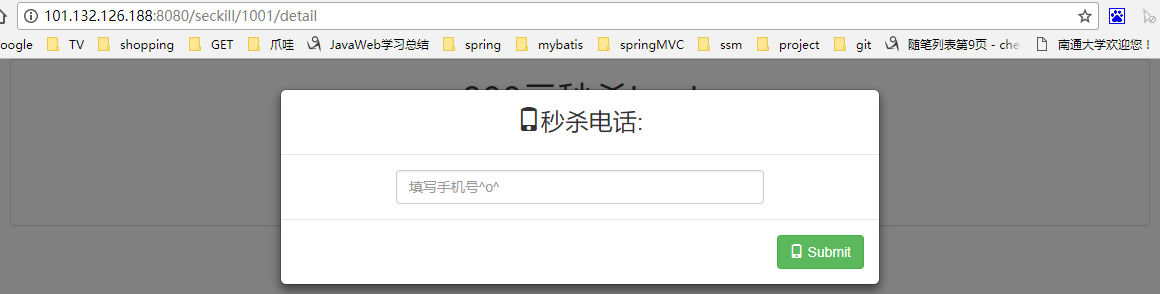 101.132.126.188:8080/seckill/1001/detail
oogle TV shopping GET 爪哇 JavaWeb学习总结 spring mybatis springMVC ssm project git 随笔列表第9页 - che 南通大学欢迎您！
秒杀电话:
填写手机号^o^
Submit